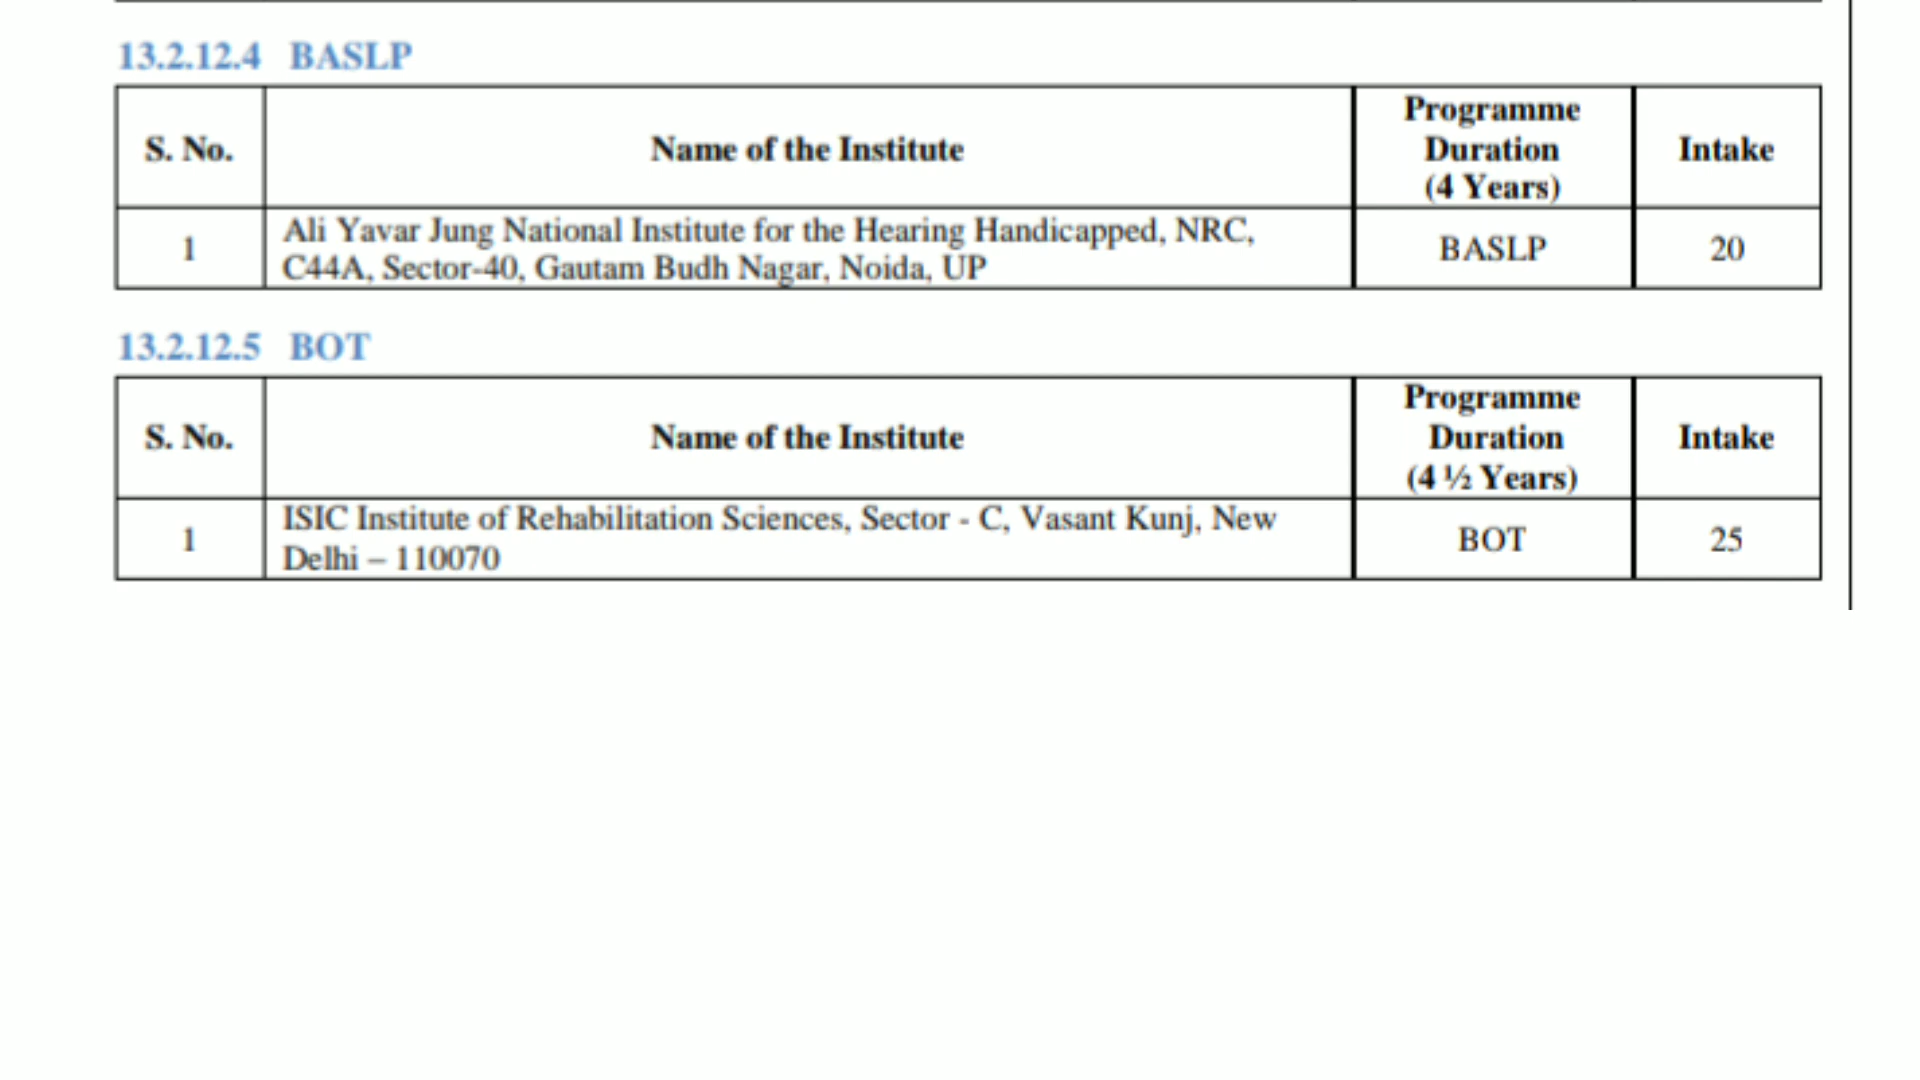 13.2.12.4 BASLP
S. No.
Name of the Institute
Programme
Duration
(4 Years)
Intake
1
Ali Yavar Jung National Institute for the Hearing Handicapped, NRC,
C44A, Sector-40, Gautam Budh Nagar, Noida, UP
BASLP
20
13.2.12.5 BOT
S. No.
Name of the Institute
Programme
Duration
(4 ½ Years)
Intake
1
ISIC Institute of Rehabilitation Sciences, Sector - C, Vasant Kunj, New
Delhi – 110070
BOT
25